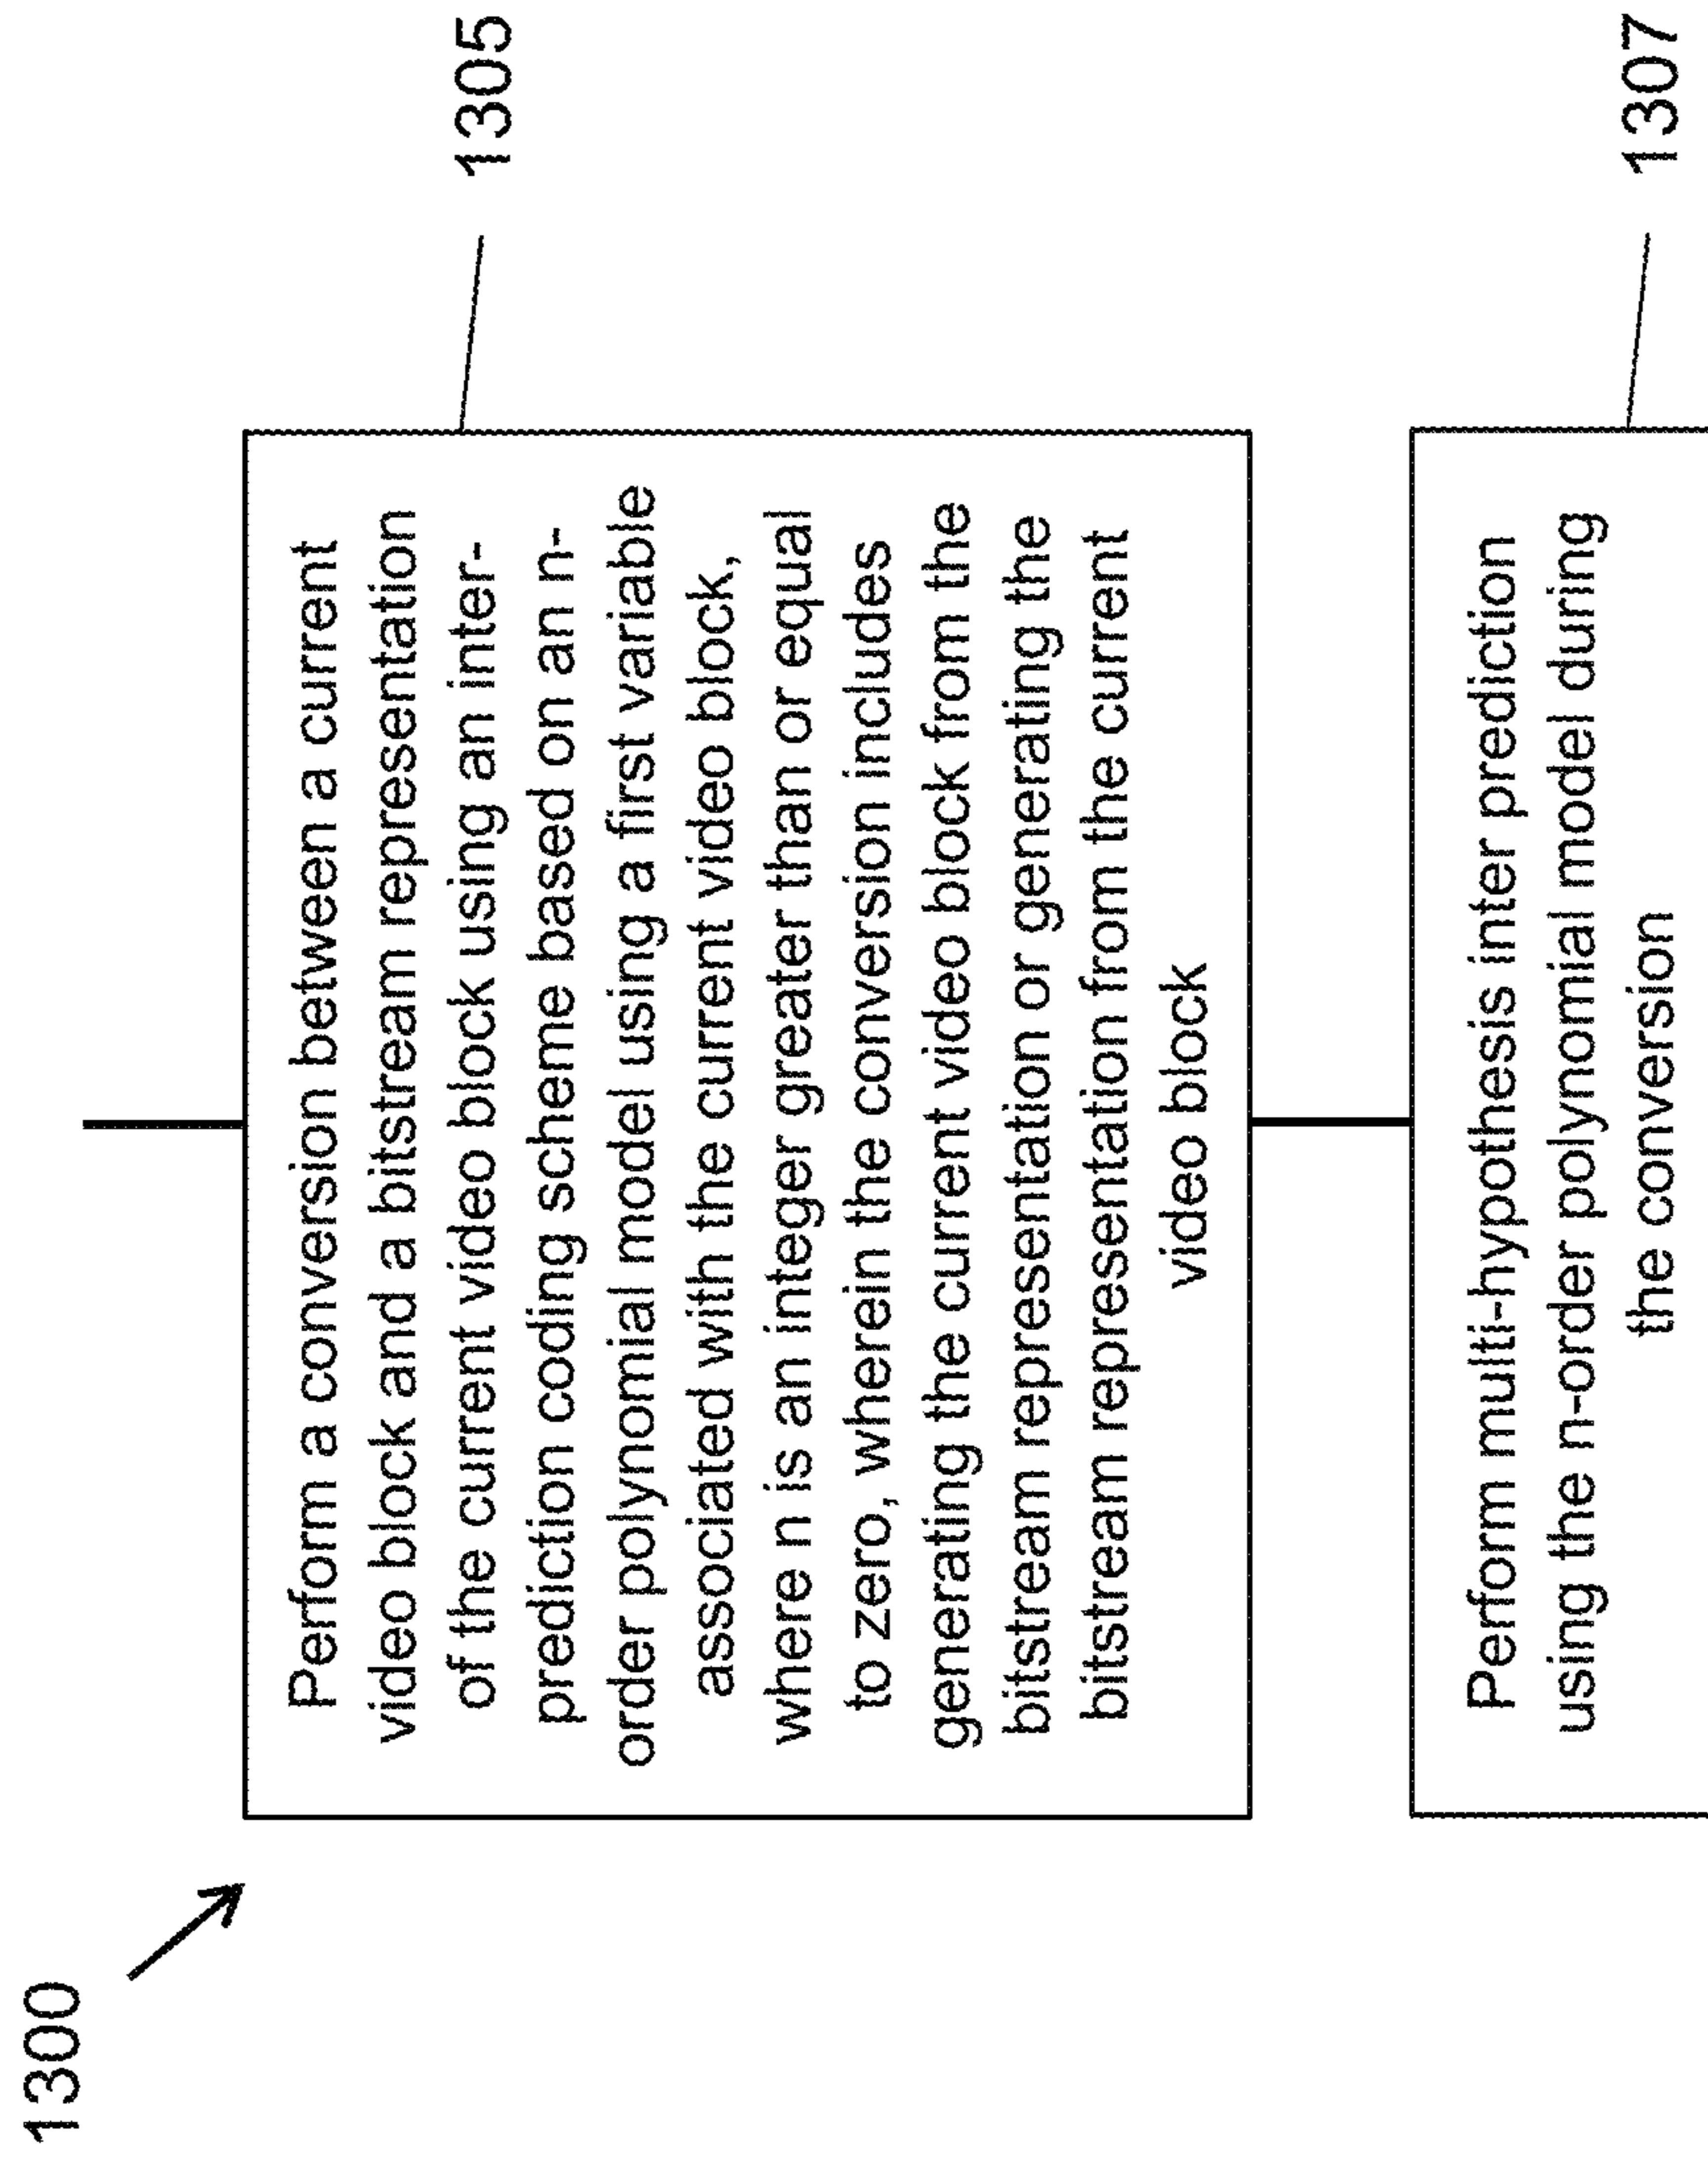 1300
Perform a conversion between a current
video block and a bitstream representation
of the current video block using an inter-
prediction coding scheme based on an n-
order polynomial model using a first variable
associated with the current video block,
where n is an integer greater than or equal
to zero, wherein the conversion includes
generating the current video block from the
bitstream representation or generating the
bitstream representation from the current
video block
1305
Perform multi-hypothesis inter prediction
using the n-order polynomial model during
the conversion
1307